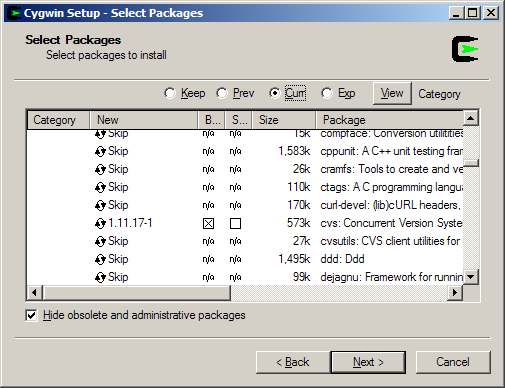 Cygwin Setup - Select Packages
Select Packages
Select packages to install
Keep Prev Curr Exp View Category
Category New B... S... Size Package
Skip n/a n/a 15k compface: Conversion utilities
Skip n/a n/a 1,583k cppunit: A C++ unit testing fran
Skip n/a n/a 26k cramfs: Tools to create and ve
Skip n/a n/a 110k ctags: A C programming langua
Skip n/a n/a 170k curl-devel: (lib)cURL headers,
1.11.17-1 573k cvs: Concurrent Version System
Skip n/a n/a 27k cvsutils: CVS client utilities for
Skip n/a n/a 1,495k ddd: Ddd
Skip n/a n/a 99k dejagnu: Framework for runnin
Hide obsolete and administrative packages
< Back Next > Cancel